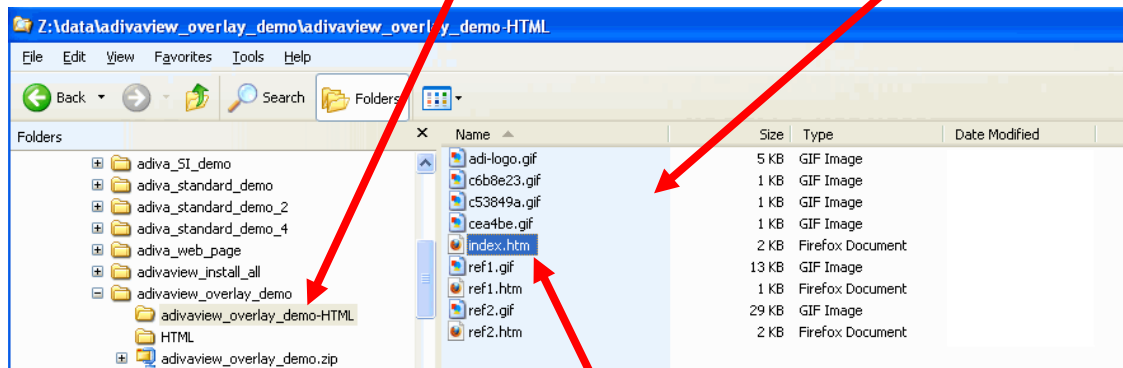 Z:\data\adivaview_overlay_demo\adivaview_overlay_demo-HTML
File Edit View Favorites Tools Help
Back Search Folders
Folders X Name Size Type Date Modified
adiva_SI_demo adi-logo.gif 5 KB GIF Image
adiva_standard_demo c6b8e23.gif 1 KB GIF Image
adiva_standard_demo_2 c53849a.gif 1 KB GIF Image
adiva_standard_demo_4 cea4be.gif 1 KB GIF Image
adiva_web_page index.htm 2 KB Firefox Document
adivaview_install_all ref1.gif 13 KB GIF Image
adivaview_overlay_demo ref1.htm 1 KB Firefox Document
adivaview_overlay_demo-HTML ref2.gif 29 KB GIF Image
HTML ref2.htm 2 KB Firefox Document
adivaview_overlay_demo.zip